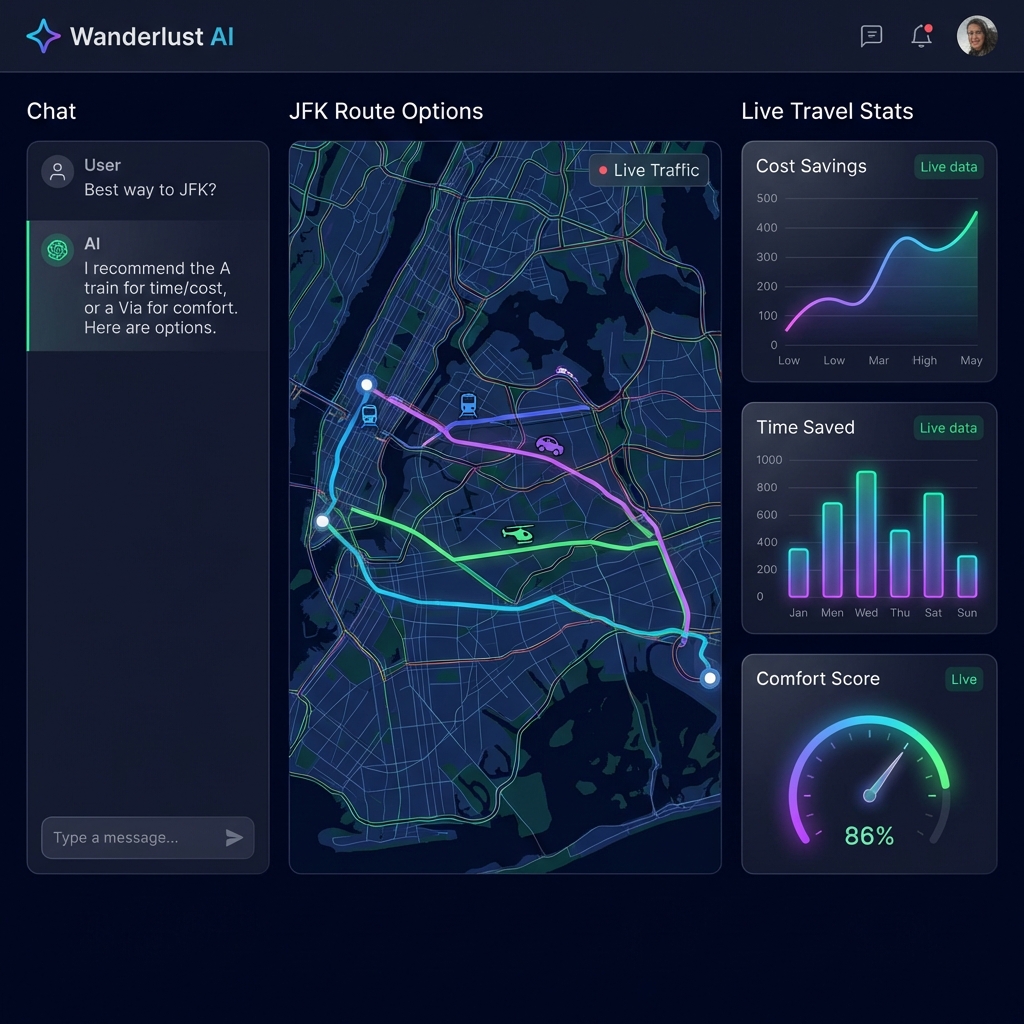 Wanderlust AI
Chat
User
Best way to JFK?
AI
I recommend the A
train for time/cost,
or a Via for comfort.
Here are options.
Type a message...
JFK Route Options
Live Traffic
Live Travel Stats
Cost Savings
Live data
500
400
300
200
100
0
Low Low Mar High May
Time Saved
Live data
1000
800
600
400
200
0
Jan Men Wed Thu Sat Sun
Comfort Score
Live
86%